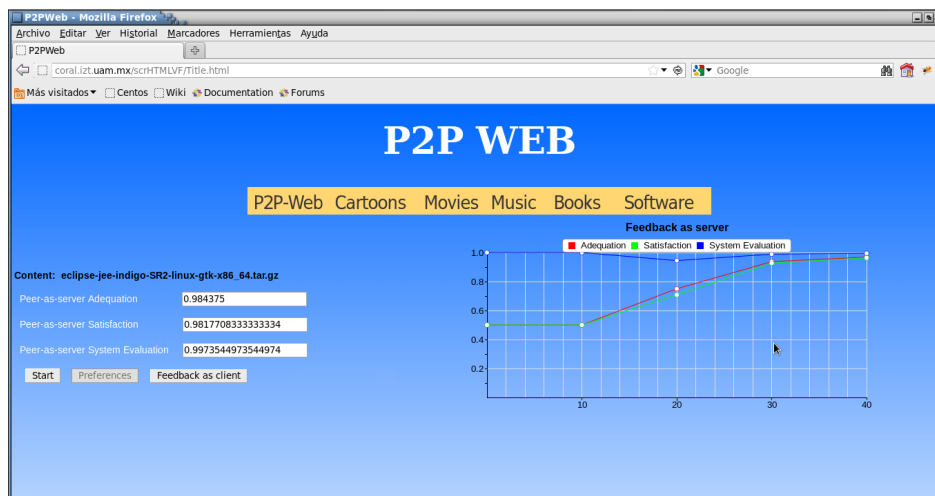 P2PWeb - Mozilla Firefox
Archivo Editar Ver Historial Marcadores Herramientas Ayuda
P2PWeb
coral.izt.uam.mx/scrHTMLVF/Title.html
Google
Más visitados Centos Wiki Documentation Forums
P2P WEB
P2P-Web Cartoons Movies Music Books Software
Feedback as server
Adequation Satisfaction System Evaluation
Content: eclipse-jee-indigo-SR2-linux-gtk-x86_64.tar.gz
Peer-as-server Adequation 0.984375
Peer-as-server Satisfaction 0.9817708333333334
Peer-as-server System Evaluation 0.9973544973544974
Start Preferences Feedback as client
1.0
0.8
0.6
0.4
0.2
10 20 30 40